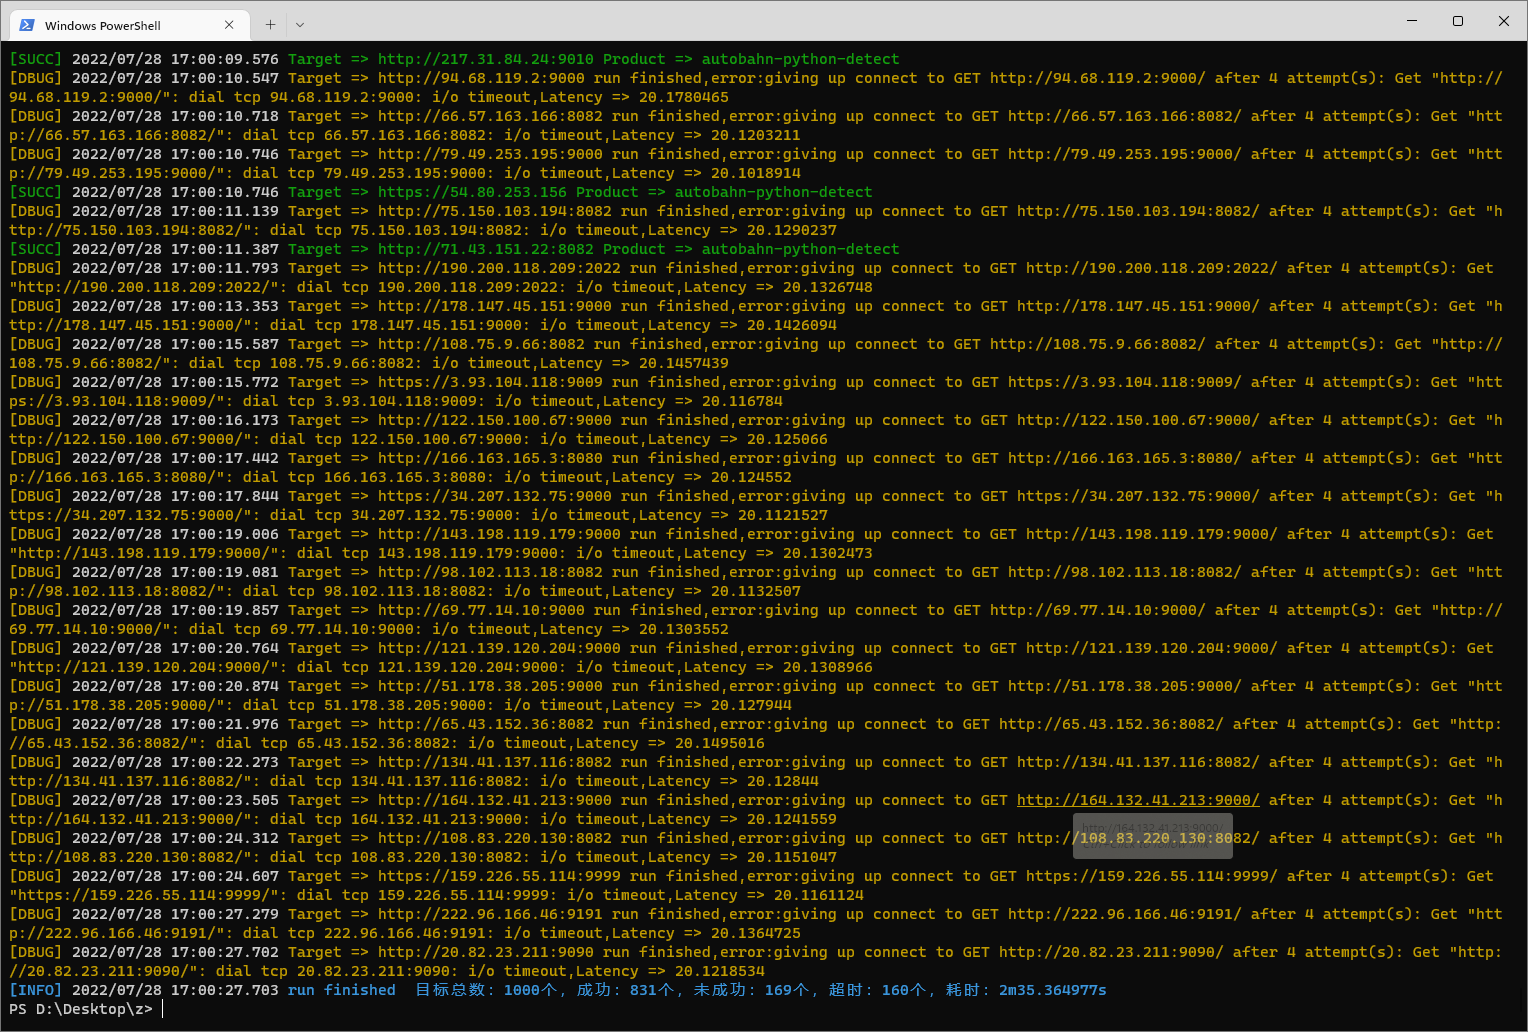 Windows PowerShell
[SUCC] 2022/07/28 17:00:09.576 Target => http://217.31.84.24:9010 Product => autobahn-python-detect
[DBUG] 2022/07/28 17:00:10.547 Target => http://94.68.119.2:9000 run finished,error:giving up connect to GET http://94.68.119.2:9000/ after 4 attempt(s): Get "http://
94.68.119.2:9000/": dial tcp 94.68.119.2:9000: i/o timeout,Latency => 20.1780465
[DBUG] 2022/07/28 17:00:10.718 Target => http://66.57.163.166:8082 run finished,error:giving up connect to GET http://66.57.163.166:8082/ after 4 attempt(s): Get "htt
p://66.57.163.166:8082/": dial tcp 66.57.163.166:8082: i/o timeout,Latency => 20.1203211
[DBUG] 2022/07/28 17:00:10.746 Target => http://79.49.253.195:9000 run finished,error:giving up connect to GET http://79.49.253.195:9000/ after 4 attempt(s): Get "htt
p://79.49.253.195:9000/": dial tcp 79.49.253.195:9000: i/o timeout,Latency => 20.1018914
[SUCC] 2022/07/28 17:00:10.746 Target => https://54.80.253.156 Product => autobahn-python-detect
[DBUG] 2022/07/28 17:00:11.139 Target => http://75.150.103.194:8082 run finished,error:giving up connect to GET http://75.150.103.194:8082/ after 4 attempt(s): Get "h
ttp://75.150.103.194:8082/": dial tcp 75.150.103.194:8082: i/o timeout,Latency => 20.1290237
[SUCC] 2022/07/28 17:00:11.387 Target => http://71.43.151.22:8082 Product => autobahn-python-detect
[DBUG] 2022/07/28 17:00:11.793 Target => http://190.200.118.209:2022 run finished,error:giving up connect to GET http://190.200.118.209:2022/ after 4 attempt(s): Get
"http://190.200.118.209:2022/": dial tcp 190.200.118.209:2022: i/o timeout,Latency => 20.1326748
[DBUG] 2022/07/28 17:00:13.353 Target => http://178.147.45.151:9000 run finished,error:giving up connect to GET http://178.147.45.151:9000/ after 4 attempt(s): Get "h
ttp://178.147.45.151:9000/": dial tcp 178.147.45.151:9000: i/o timeout,Latency => 20.1426094
[DBUG] 2022/07/28 17:00:15.587 Target => http://108.75.9.66:8082 run finished,error:giving up connect to GET http://108.75.9.66:8082/ after 4 attempt(s): Get "http://
108.75.9.66:8082/": dial tcp 108.75.9.66:8082: i/o timeout,Latency => 20.1457439
[DBUG] 2022/07/28 17:00:15.772 Target => https://3.93.104.118:9009 run finished,error:giving up connect to GET https://3.93.104.118:9009/ after 4 attempt(s): Get "htt
ps://3.93.104.118:9009/": dial tcp 3.93.104.118:9009: i/o timeout,Latency => 20.116784
[DBUG] 2022/07/28 17:00:16.173 Target => http://122.150.100.67:9000 run finished,error:giving up connect to GET http://122.150.100.67:9000/ after 4 attempt(s): Get "h
ttp://122.150.100.67:9000/": dial tcp 122.150.100.67:9000: i/o timeout,Latency => 20.125066
[DBUG] 2022/07/28 17:00:17.442 Target => http://166.163.165.3:8080 run finished,error:giving up connect to GET http://166.163.165.3:8080/ after 4 attempt(s): Get "htt
p://166.163.165.3:8080/": dial tcp 166.163.165.3:8080: i/o timeout,Latency => 20.124552
[DBUG] 2022/07/28 17:00:17.844 Target => https://34.207.132.75:9000 run finished,error:giving up connect to GET https://34.207.132.75:9000/ after 4 attempt(s): Get "h
ttps://34.207.132.75:9000/": dial tcp 34.207.132.75:9000: i/o timeout,Latency => 20.1121527
[DBUG] 2022/07/28 17:00:19.006 Target => http://143.198.119.179:9000 run finished,error:giving up connect to GET http://143.198.119.179:9000/ after 4 attempt(s): Get
"http://143.198.119.179:9000/": dial tcp 143.198.119.179:9000: i/o timeout,Latency => 20.1302473
[DBUG] 2022/07/28 17:00:19.081 Target => http://98.102.113.18:8082 run finished,error:giving up connect to GET http://98.102.113.18:8082/ after 4 attempt(s): Get "htt
p://98.102.113.18:8082/": dial tcp 98.102.113.18:8082: i/o timeout,Latency => 20.1132507
[DBUG] 2022/07/28 17:00:19.857 Target => http://69.77.14.10:9000 run finished,error:giving up connect to GET http://69.77.14.10:9000/ after 4 attempt(s): Get "http://
69.77.14.10:9000/": dial tcp 69.77.14.10:9000: i/o timeout,Latency => 20.1303552
[DBUG] 2022/07/28 17:00:20.764 Target => http://121.139.120.204:9000 run finished,error:giving up connect to GET http://121.139.120.204:9000/ after 4 attempt(s): Get
"http://121.139.120.204:9000/": dial tcp 121.139.120.204:9000: i/o timeout,Latency => 20.1308966
[DBUG] 2022/07/28 17:00:20.874 Target => http://51.178.38.205:9000 run finished,error:giving up connect to GET http://51.178.38.205:9000/ after 4 attempt(s): Get "htt
p://51.178.38.205:9000/": dial tcp 51.178.38.205:9000: i/o timeout,Latency => 20.127944
[DBUG] 2022/07/28 17:00:21.976 Target => http://65.43.152.36:8082 run finished,error:giving up connect to GET http://65.43.152.36:8082/ after 4 attempt(s): Get "http:
//65.43.152.36:8082/": dial tcp 65.43.152.36:8082: i/o timeout,Latency => 20.1495016
[DBUG] 2022/07/28 17:00:22.273 Target => http://134.41.137.116:8082 run finished,error:giving up connect to GET http://134.41.137.116:8082/ after 4 attempt(s): Get "h
ttp://134.41.137.116:8082/": dial tcp 134.41.137.116:8082: i/o timeout,Latency => 20.12844
[DBUG] 2022/07/28 17:00:23.505 Target => http://164.132.41.213:9000 run finished,error:giving up connect to GET http://164.132.41.213:9000/ after 4 attempt(s): Get "h
ttp://164.132.41.213:9000/": dial tcp 164.132.41.213:9000: i/o timeout,Latency => 20.1241559
[DBUG] 2022/07/28 17:00:24.312 Target => http://108.83.220.130:8082 run finished,error:giving up connect to GET http://108.83.220.130:8082/ after 4 attempt(s): Get "h
ttp://108.83.220.130:8082/": dial tcp 108.83.220.130:8082: i/o timeout,Latency => 20.1151047
[DBUG] 2022/07/28 17:00:24.607 Target => https://159.226.55.114:9999 run finished,error:giving up connect to GET https://159.226.55.114:9999/ after 4 attempt(s): Get
"https://159.226.55.114:9999/": dial tcp 159.226.55.114:9999: i/o timeout,Latency => 20.1161124
[DBUG] 2022/07/28 17:00:27.279 Target => http://222.96.166.46:9191 run finished,error:giving up connect to GET http://222.96.166.46:9191/ after 4 attempt(s): Get "htt
p://222.96.166.46:9191/": dial tcp 222.96.166.46:9191: i/o timeout,Latency => 20.1364725
[DBUG] 2022/07/28 17:00:27.702 Target => http://20.82.23.211:9090 run finished,error:giving up connect to GET http://20.82.23.211:9090/ after 4 attempt(s): Get "http:
//20.82.23.211:9090/": dial tcp 20.82.23.211:9090: i/o timeout,Latency => 20.1218534
[INFO] 2022/07/28 17:00:27.703 run finished 目标总数: 1000个, 成功: 831个, 未成功: 169个, 超时: 160个, 耗时: 2m35.364977s
PS D:\Desktop\z>